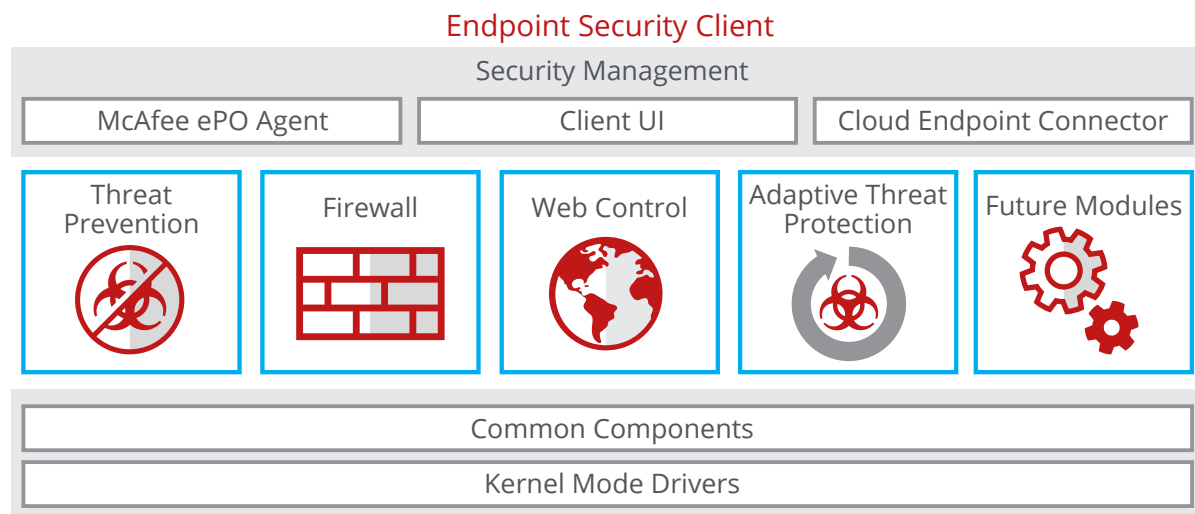 Endpoint Security Client
Security Management
McAfee ePO Agent
Client UI
Cloud Endpoint Connector
Threat
Prevention
Firewall
Web Control
Adaptive Threat
Protection
Future Modules
Common Components
Kernel Mode Drivers